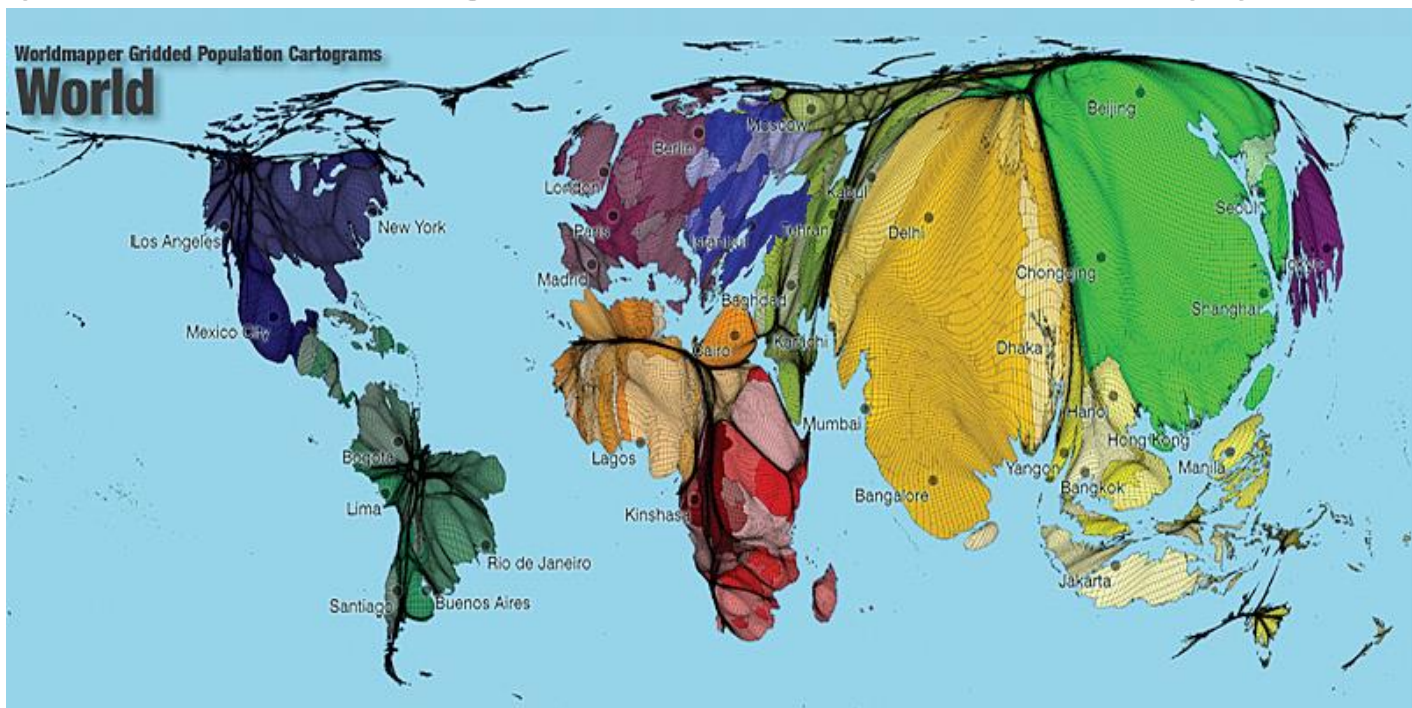 Worldmapper Gridded Population Cartograms
World
Beijing
Moscow
Berlin
London
Kabul
Seoul
New York
Los Angeles
Paris
Istanbul
Tehran
Delhi
Tokyo
Madrid
Chongqing
Baghdad
Shanghai
Mexico City
Cairo
Karachi
Dhaka
Mumbai
Hanoi
Hong Kong
Bogota
Lagos
Yangon
Manila
Bangkok
Lima
Bangalore
Kinshasa
Rio de Janeiro
Jakarta
Santiago
Buenos Aires